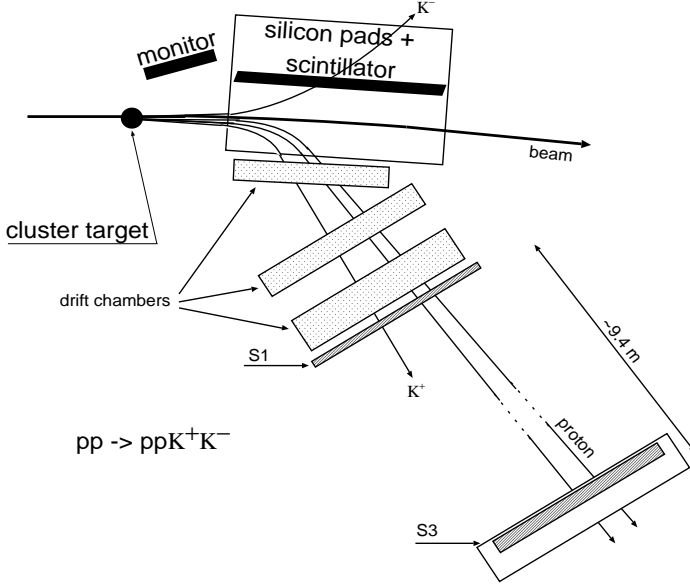 K⁻
monitor
silicon pads +
scintillator
beam
cluster target
drift chambers
S1
K⁺
~9.4 m
proton
pp -> ppK⁺K⁻
S3